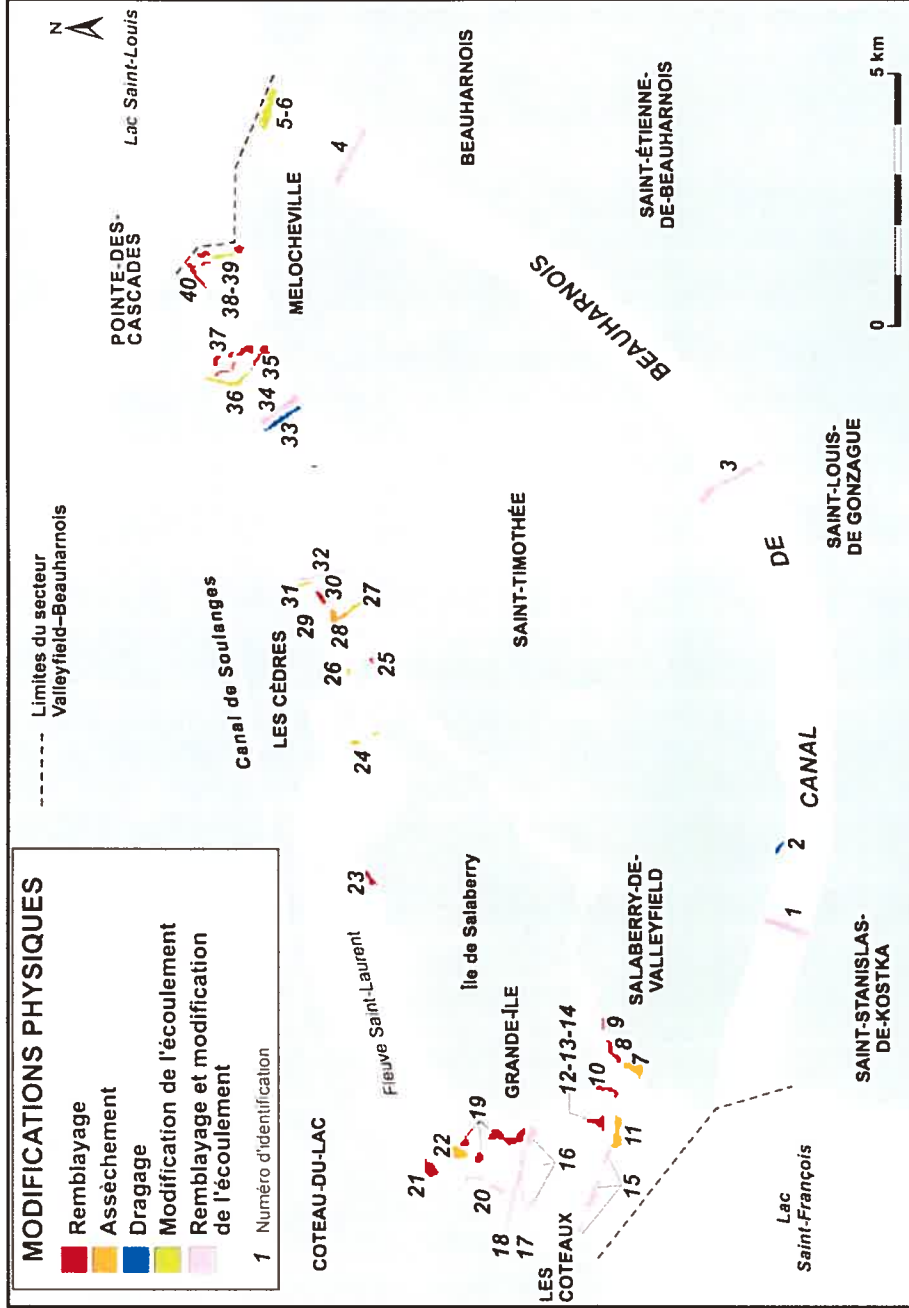 MODIFICATIONS PHYSIQUES
Remblayage
Assèchement
Dragage
Modification de l'écoulement
Remblayage et modification
de l'écoulement
1 Numéro d'identification
Limites du secteur
Valleyfield–Beauharnois
N
Lac Saint-Louis
POINTE-DES-
CASCADES
40
38-39
37
36
35
34
33
5-6
MELOCHEVILLE
4
BEAUHARNOIS
SAINT-ÉTIENNE-
DE-BEAUHARNOIS
Canal de Soulanges
LES CÈDRES
31
32
29
30
28
27
26
25
24
23
COTEAU-DU-LAC
Fleuve Saint-Laurent
Île de Salaberry
SAINT-TIMOTHÉE
GRANDE-ÎLE
21
22
19
20
18
17
16
12-13-14
10
9
8
7
11
15
LES
COTEAUX
SALABERRY-DE-
VALLEYFIELD
Lac
Saint-François
SAINT-STANISLAS-
DE-KOSTKA
1
2
3
CANAL
DE
BEAUHARNOIS
SAINT-LOUIS-
DE GONZAGUE
0
5 km